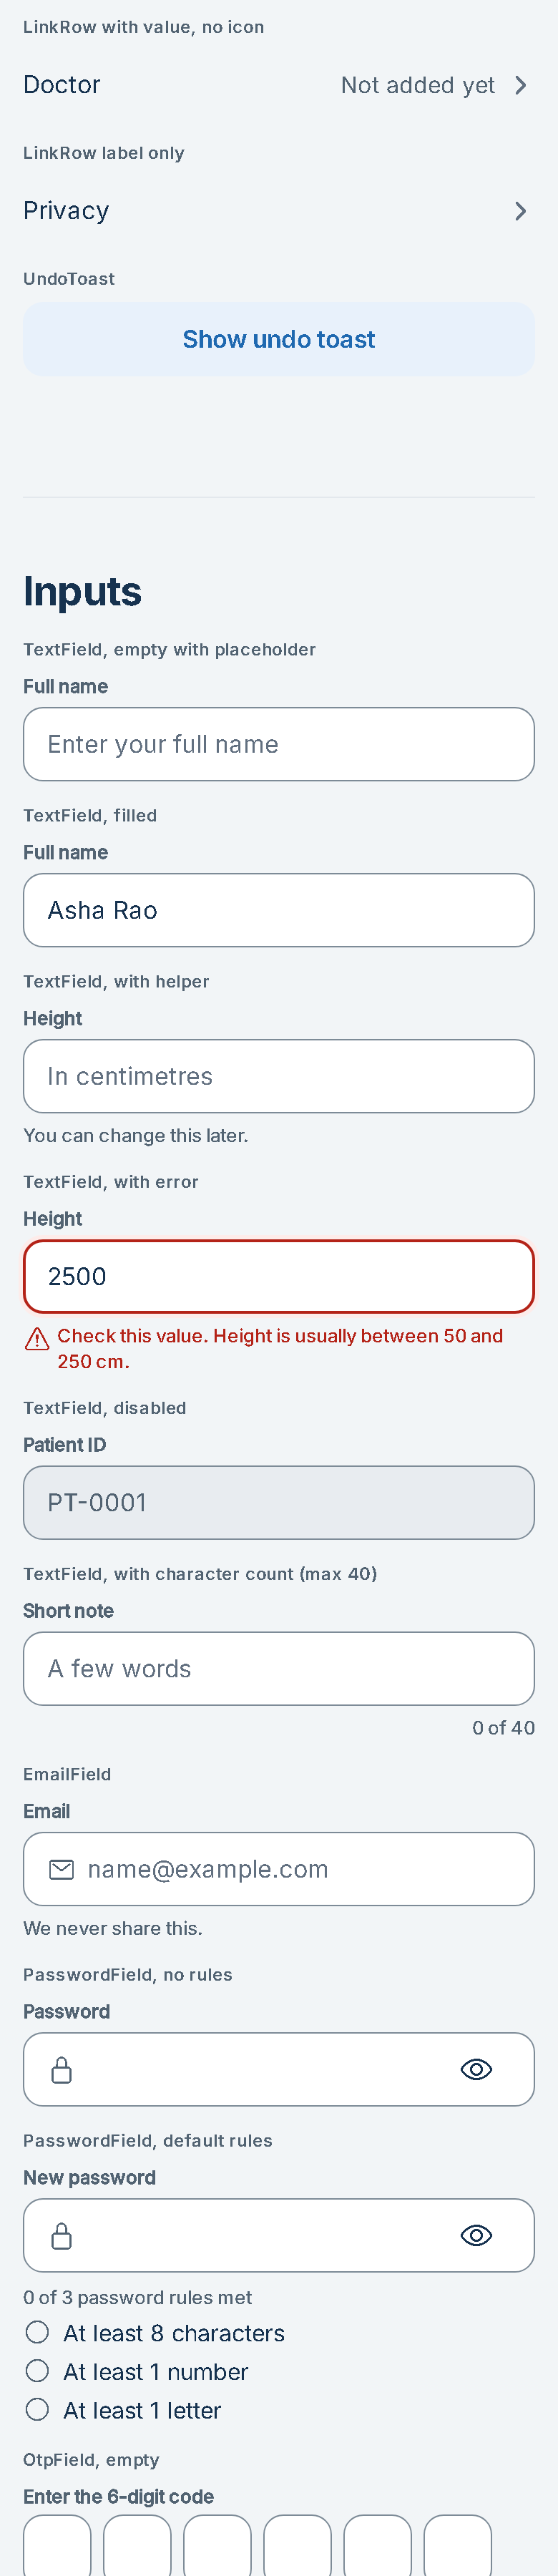 LinkRow with value, no icon
Doctor Not added yet
LinkRow label only
Privacy
UndoToast
Show undo toast
Inputs
TextField, empty with placeholder
Full name
Enter your full name
TextField, filled
Full name
Asha Rao
TextField, with helper
Height
In centimetres
You can change this later.
TextField, with error
Height
2500
Check this value. Height is usually between 50 and
250 cm.
TextField, disabled
Patient ID
PT-0001
TextField, with character count (max 40)
Short note
A few words
0 of 40
EmailField
Email
name@example.com
We never share this.
PasswordField, no rules
Password
PasswordField, default rules
New password
0 of 3 password rules met
At least 8 characters
At least 1 number
At least 1 letter
OtpField, empty
Enter the 6-digit code